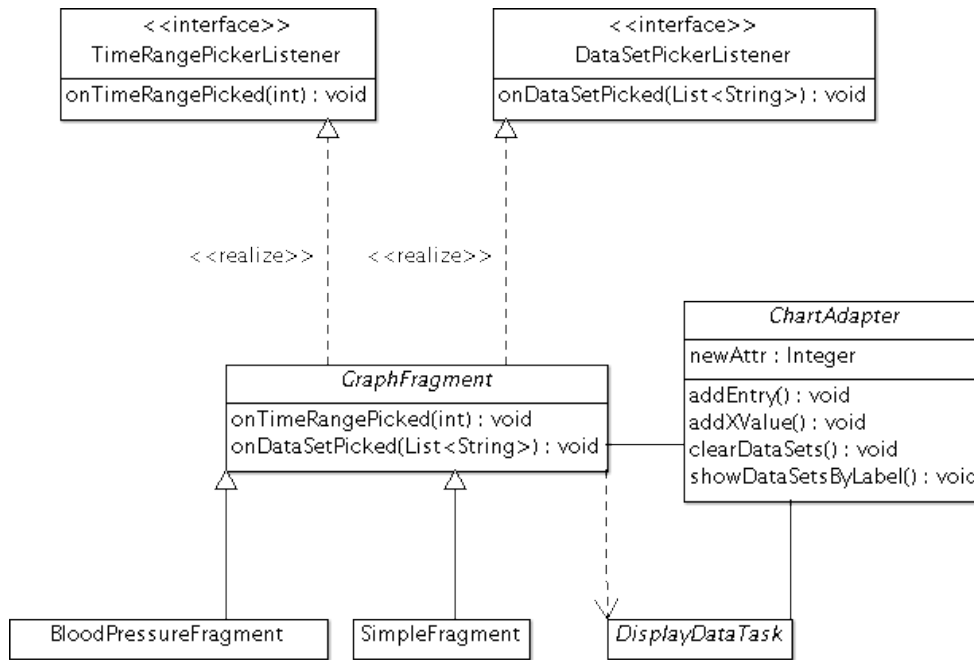 <<interface>>
TimeRangePickerListener
onTimeRangePicked(int) : void
<<interface>>
DataSetPickerListener
onDataSetPicked(List<String>) : void
<<realize>>
<<realize>>
ChartAdapter
newAttr : Integer
addEntry() : void
addXValue() : void
clearDataSets() : void
showDataSetsByLabel() : void
GraphFragment
onTimeRangePicked(int) : void
onDataSetPicked(List<String>) : void
BloodPressureFragment
SimpleFragment
DisplayDataTask